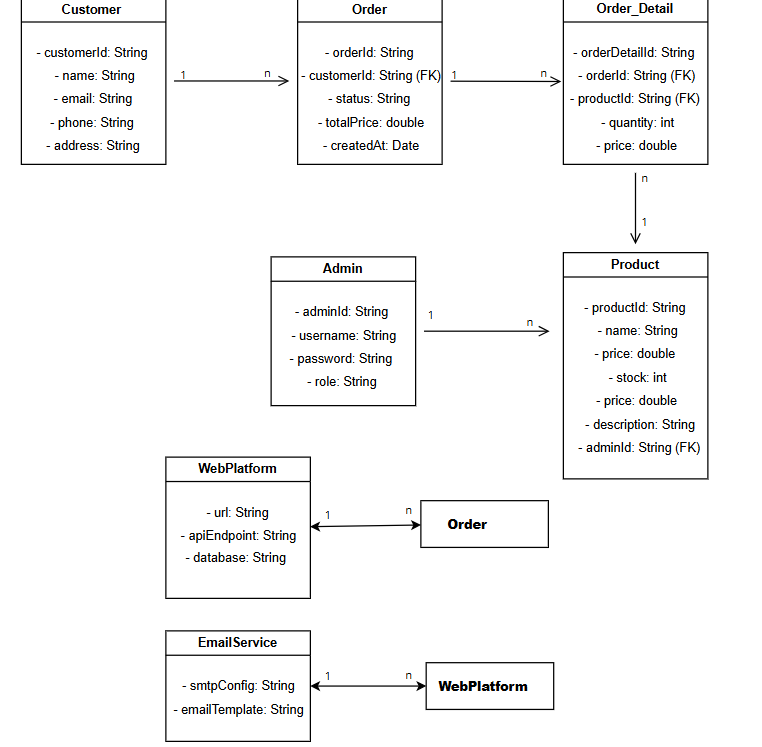 Customer
- customerId: String
- name: String
- email: String
- phone: String
- address: String
1
n
Order
- orderId: String
- customerId: String (FK)
- status: String
- totalPrice: double
- createdAt: Date
1
n
Order_Detail
- orderDetailId: String
- orderId: String (FK)
- productId: String (FK)
- quantity: int
- price: double
n
1
Admin
- adminId: String
- username: String
- password: String
- role: String
1
n
Product
- productId: String
- name: String
- price: double
- stock: int
- price: double
- description: String
- adminId: String (FK)
WebPlatform
- url: String
- apiEndpoint: String
- database: String
1
n
Order
EmailService
- smtpConfig: String
- emailTemplate: String
1
n
WebPlatform